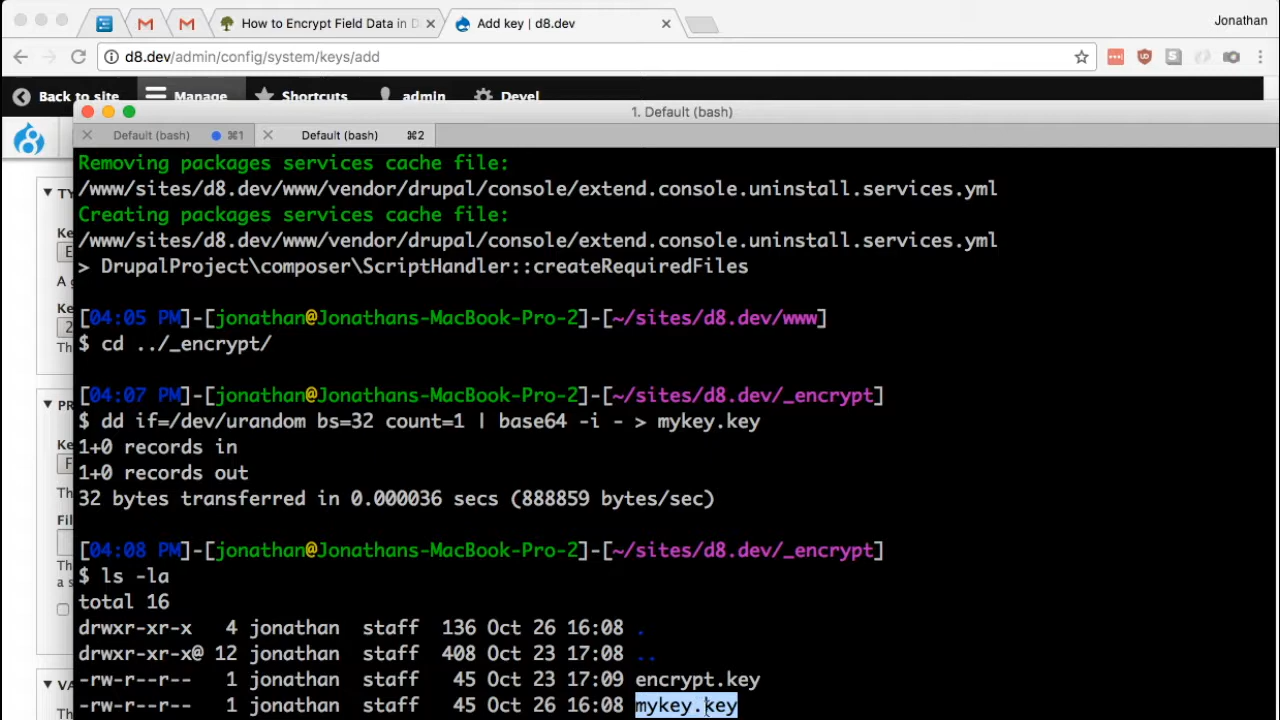 Jonathan
How to Encrypt Field Data in D
Add key | d8.dev
d8.dev/admin/config/system/keys/add
Back to site Manage Shortcuts admin Devel
1. Default (bash)
Default (bash) ⌘1 Default (bash) ⌘2
Removing packages services cache file:
/www/sites/d8.dev/www/vendor/drupal/console/extend.console.uninstall.services.yml
Creating packages services cache file:
/www/sites/d8.dev/www/vendor/drupal/console/extend.console.uninstall.services.yml
> DrupalProject\composer\ScriptHandler::createRequiredFiles
[04:05 PM]-[jonathan@Jonathans-MacBook-Pro-2]-[~/sites/d8.dev/www]
$ cd ../_encrypt/
[04:07 PM]-[jonathan@Jonathans-MacBook-Pro-2]-[~/sites/d8.dev/_encrypt]
$ dd if=/dev/urandom bs=32 count=1 | base64 -i - > mykey.key
1+0 records in
1+0 records out
32 bytes transferred in 0.000036 secs (888859 bytes/sec)
[04:08 PM]-[jonathan@Jonathans-MacBook-Pro-2]-[~/sites/d8.dev/_encrypt]
$ ls -la
total 16
drwxr-xr-x 4 jonathan staff 136 Oct 26 16:08 .
drwxr-xr-x@ 12 jonathan staff 408 Oct 23 17:08 ..
-rw-r--r-- 1 jonathan staff 45 Oct 23 17:09 encrypt.key
-rw-r--r-- 1 jonathan staff 45 Oct 26 16:08 mykey.key